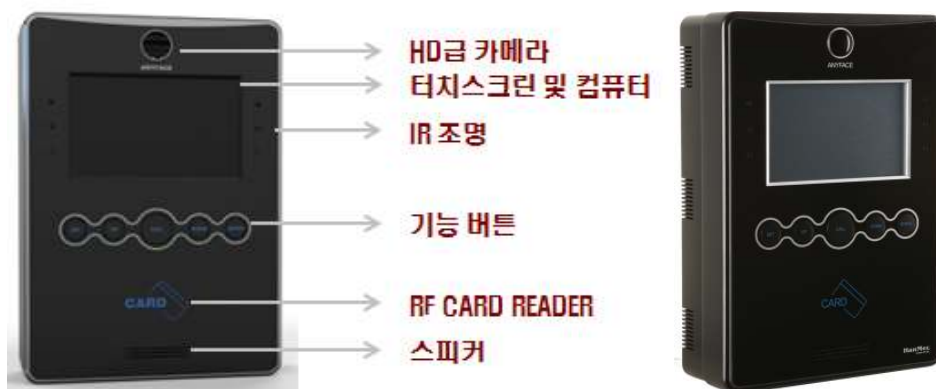 ANYFACE
HD급 카메라
터치스크린 및 컴퓨터
IR 조명
기능 버튼
CARD
RF CARD READER
스피커
ANYFACE
CARD
HanMec